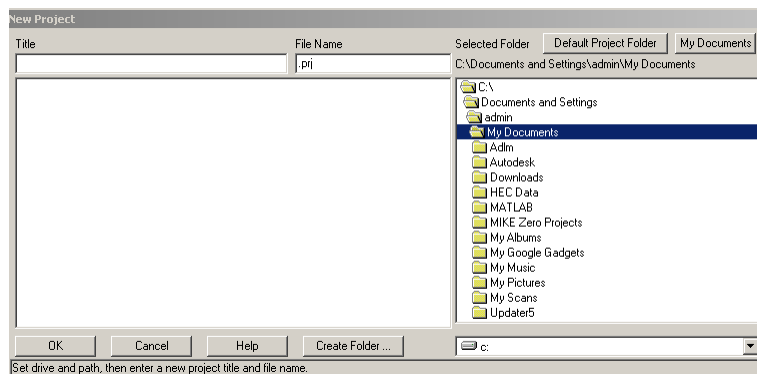 New Project
Title File Name Selected Folder Default Project Folder My Documents
.prj C:\Documents and Settings\admin\My Documents
C:\
Documents and Settings
admin
My Documents
Adlm
Autodesk
Downloads
HEC Data
MATLAB
MIKE Zero Projects
My Albums
My Google Gadgets
My Music
My Pictures
My Scans
Updater5
OK Cancel Help Create Folder ... c:
Set drive and path, then enter a new project title and file name.